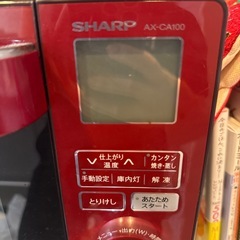 SHARP AX-CA100
仕上がり
温度
カンタン
焼き・蒸し
手動設定 庫内灯 解凍
とりけし
あたため
スタート